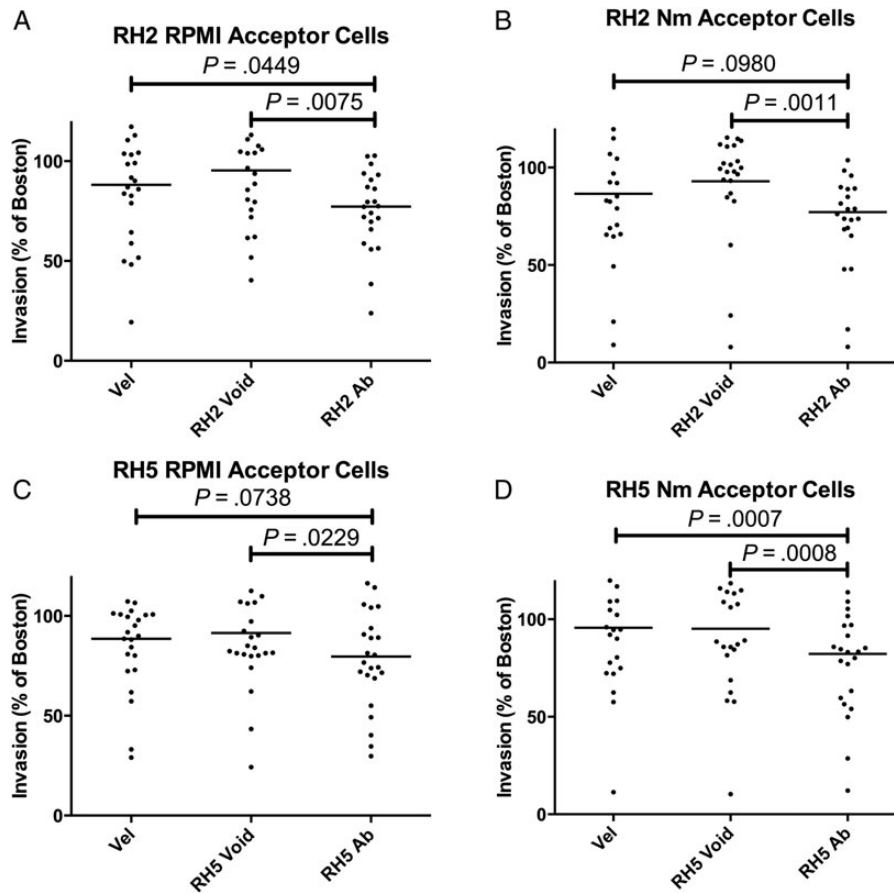 A
RH2 RPMI Acceptor Cells
P = .0449
P = .0075
Invasion (% of Boston)
100
50
0
Vel
RH2 Void
RH2 Ab
B
RH2 Nm Acceptor Cells
P = .0980
P = .0011
Invasion (% of Boston)
100
50
0
Vel
RH2 Void
RH2 Ab
C
RH5 RPMI Acceptor Cells
P = .0738
P = .0229
Invasion (% of Boston)
100
50
0
Vel
RH5 Void
RH5 Ab
D
RH5 Nm Acceptor Cells
P = .0007
P = .0008
Invasion (% of Boston)
100
50
0
Vel
RH5 Void
RH5 Ab